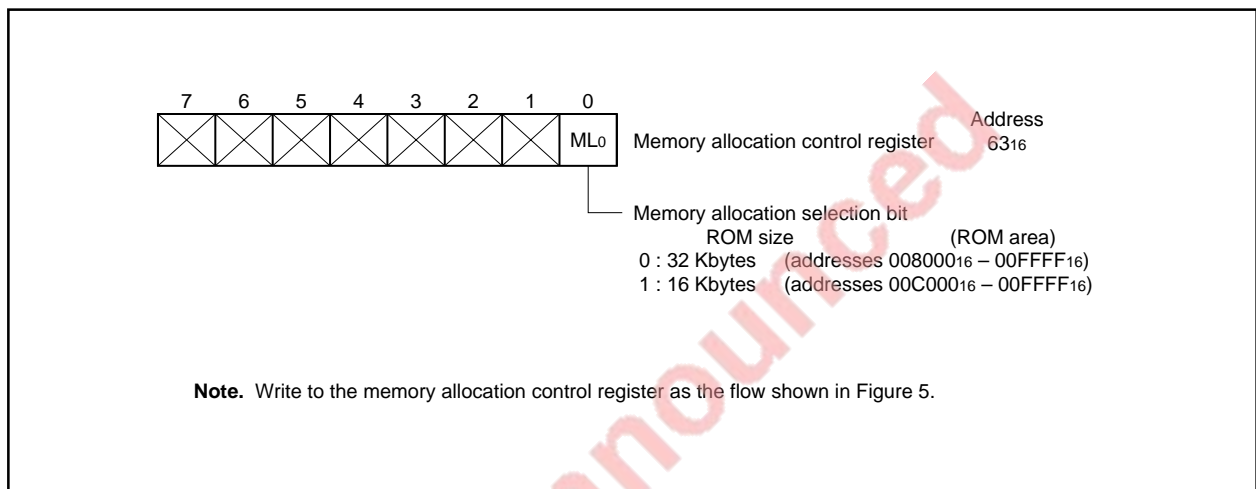 7 6 5 4 3 2 1 0
Address
ML0 Memory allocation control register 6316
Memory allocation selection bit
ROM size (ROM area)
0 : 32 Kbytes (addresses 00800016 – 00FFFF16)
1 : 16 Kbytes (addresses 00C00016 – 00FFFF16)
Note. Write to the memory allocation control register as the flow shown in Figure 5.
nounced